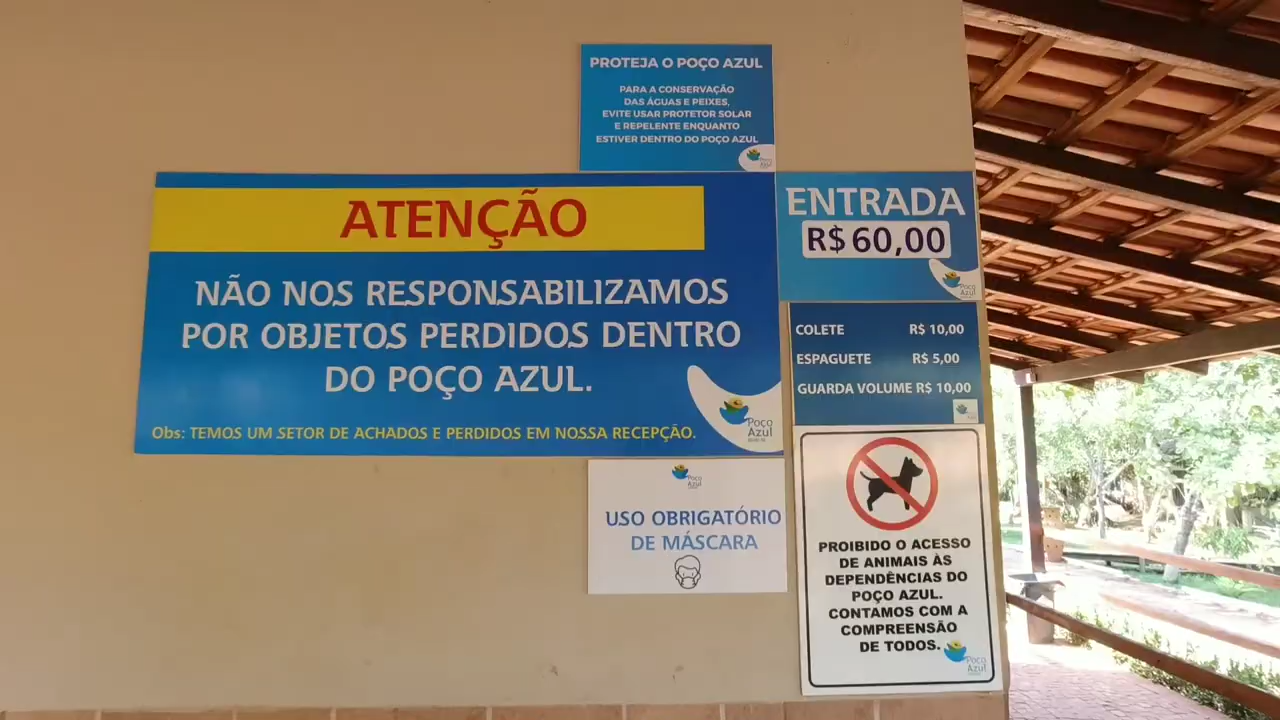 PROTEJA O POÇO AZUL
PARA A CONSERVAÇÃO
DAS ÁGUAS E PEIXES,
EVITE USAR PROTETOR SOLAR
E REPELENTE ENQUANTO
ESTIVER DENTRO DO POÇO AZUL
Poço
Azul
ATENÇÃO
NÃO NOS RESPONSABILIZAMOS
POR OBJETOS PERDIDOS DENTRO
DO POÇO AZUL.
Obs: TEMOS UM SETOR DE ACHADOS E PERDIDOS EM NOSSA RECEPÇÃO.
Poço
Azul
ENTRADA
R$ 60,00
Poço
Azul
COLETE R$ 10,00
ESPAGUETE R$ 5,00
GUARDA VOLUME R$ 10,00
Poço
Azul
USO OBRIGATÓRIO
DE MÁSCARA
PROIBIDO O ACESSO
DE ANIMAIS ÀS
DEPENDÊNCIAS DO
POÇO AZUL.
CONTAMOS COM A
COMPREENSÃO
DE TODOS.
Poço
Azul